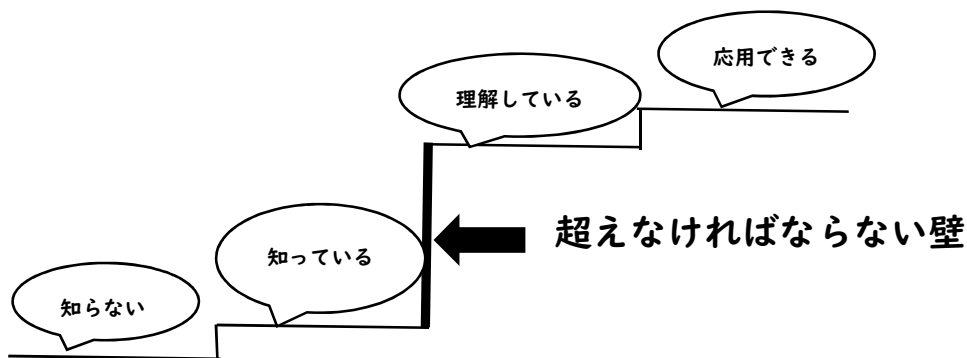 応用できる
理解している
超えなければならない壁
知っている
知らない